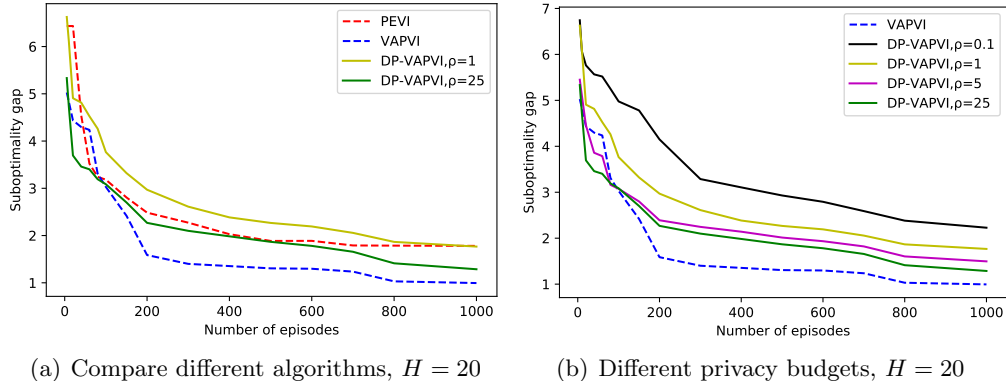 PEVI
VAPVI
DP-VAPVI,ρ=1
DP-VAPVI,ρ=25
Suboptimality gap
6
5
4
3
2
1
0
200
400
600
800
1000
Number of episodes
(a) Compare different algorithms, H = 20
VAPVI
DP-VAPVI,ρ=0.1
DP-VAPVI,ρ=1
DP-VAPVI,ρ=5
DP-VAPVI,ρ=25
Suboptimality gap
7
6
5
4
3
2
1
0
200
400
600
800
1000
Number of episodes
(b) Different privacy budgets, H = 20